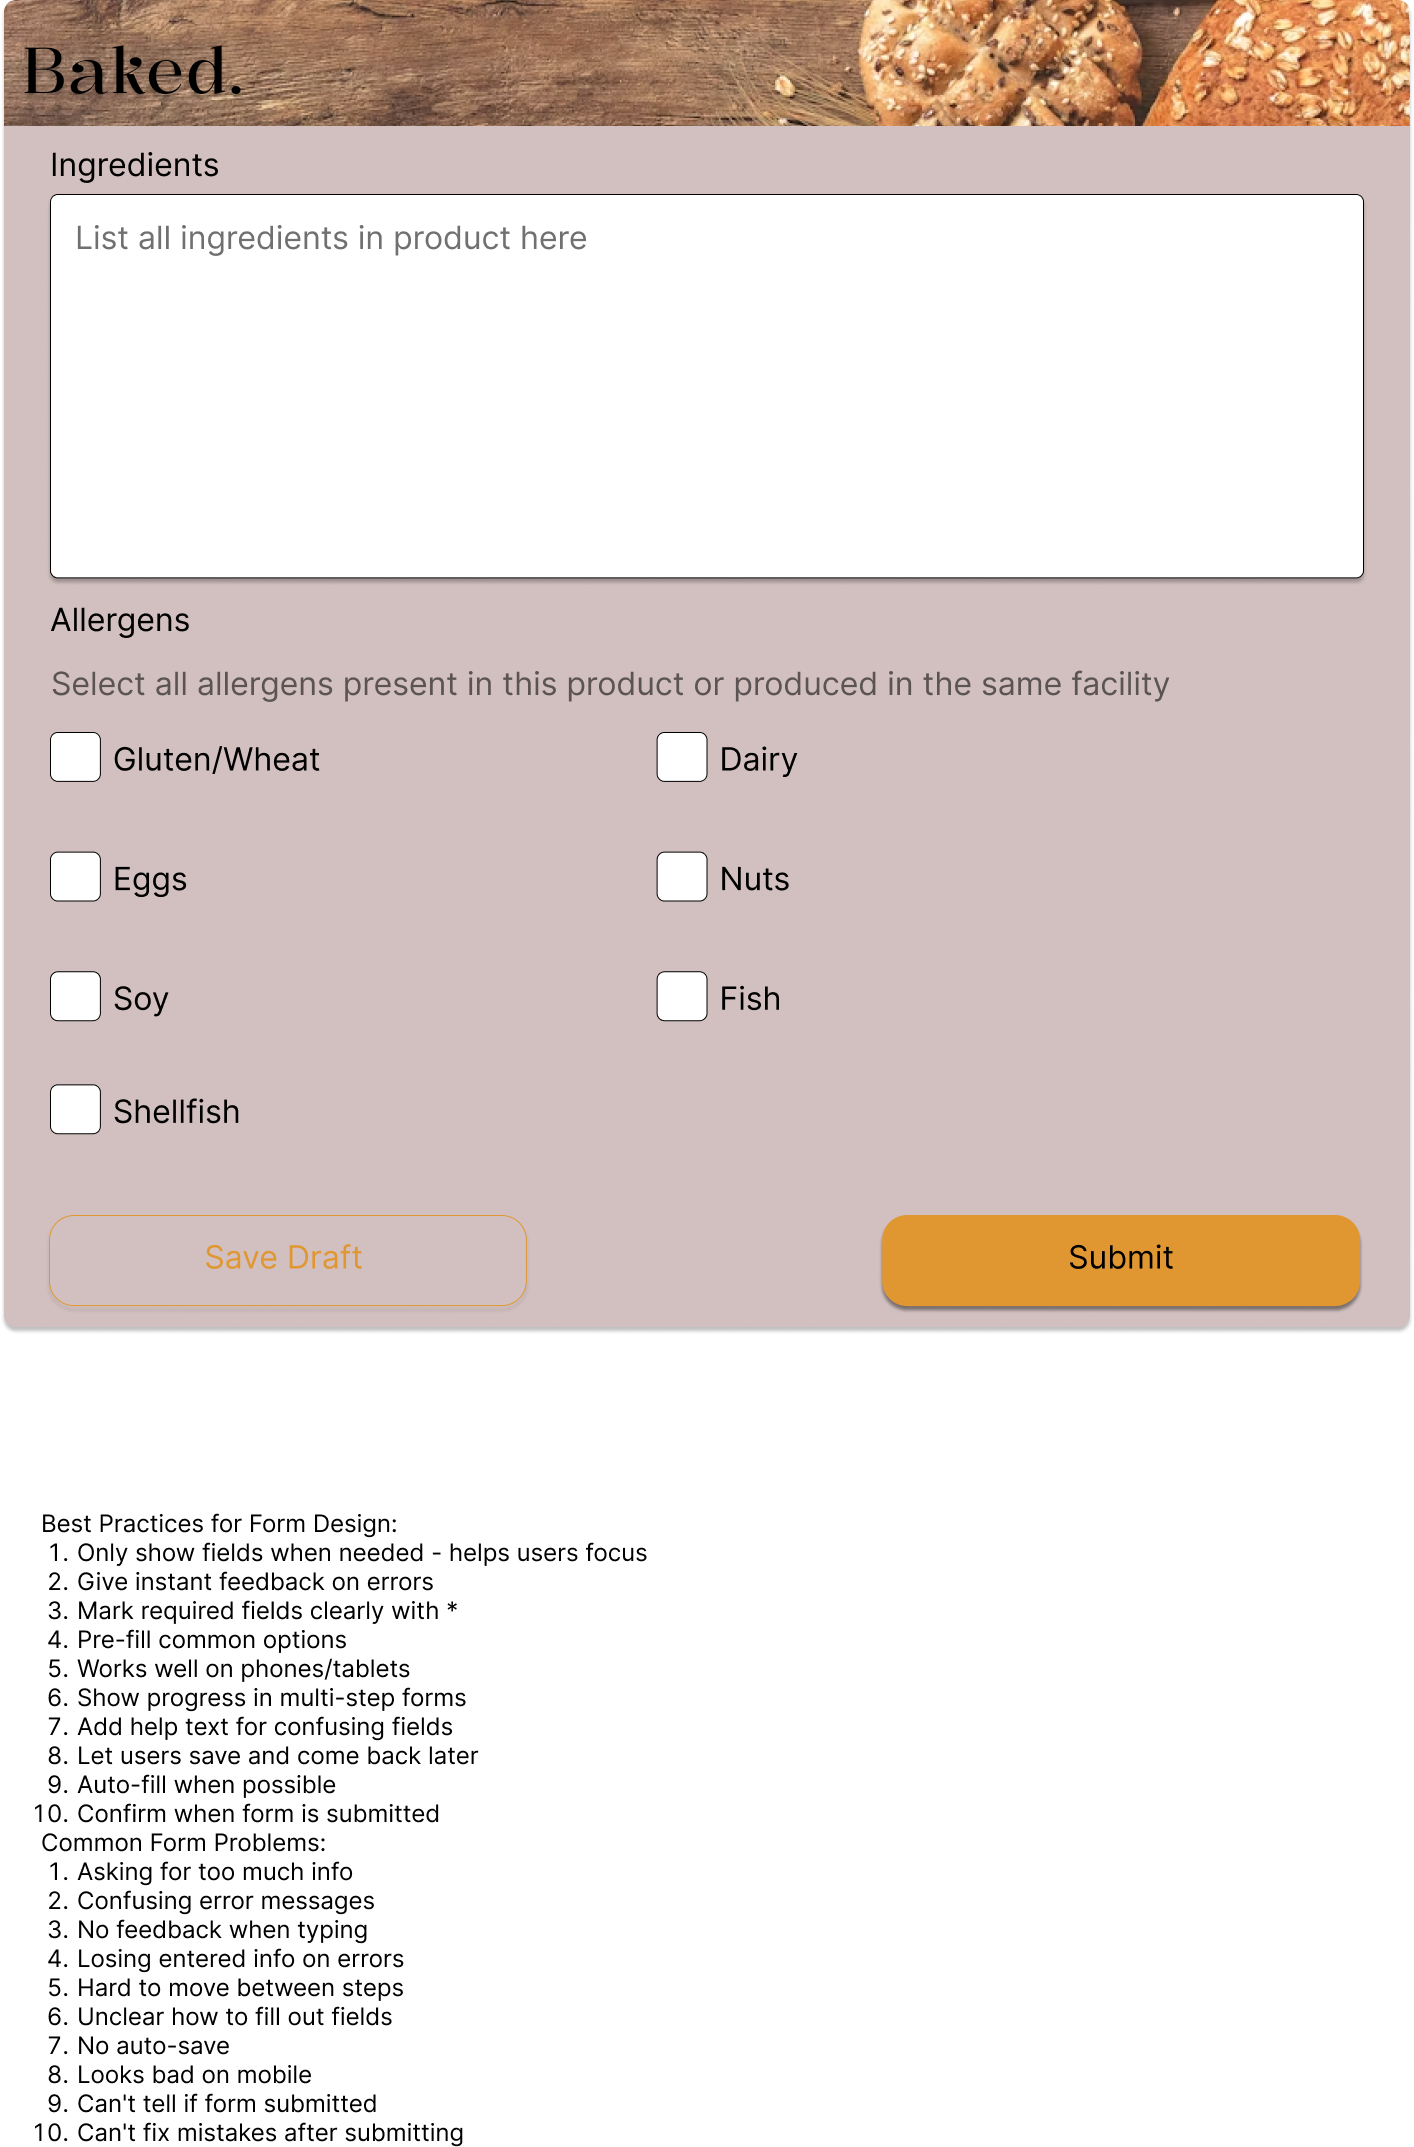 Baked.
Ingredients
List all ingredients in product here
Allergens
Select all allergens present in this product or produced in the same facility
Gluten/Wheat
Dairy
Eggs
Nuts
Soy
Fish
Shellfish
Save Draft
Submit
Best Practices for Form Design:
1. Only show fields when needed - helps users focus
2. Give instant feedback on errors
3. Mark required fields clearly with *
4. Pre-fill common options
5. Works well on phones/tablets
6. Show progress in multi-step forms
7. Add help text for confusing fields
8. Let users save and come back later
9. Auto-fill when possible
10. Confirm when form is submitted
Common Form Problems:
1. Asking for too much info
2. Confusing error messages
3. No feedback when typing
4. Losing entered info on errors
5. Hard to move between steps
6. Unclear how to fill out fields
7. No auto-save
8. Looks bad on mobile
9. Can't tell if form submitted
10. Can't fix mistakes after submitting